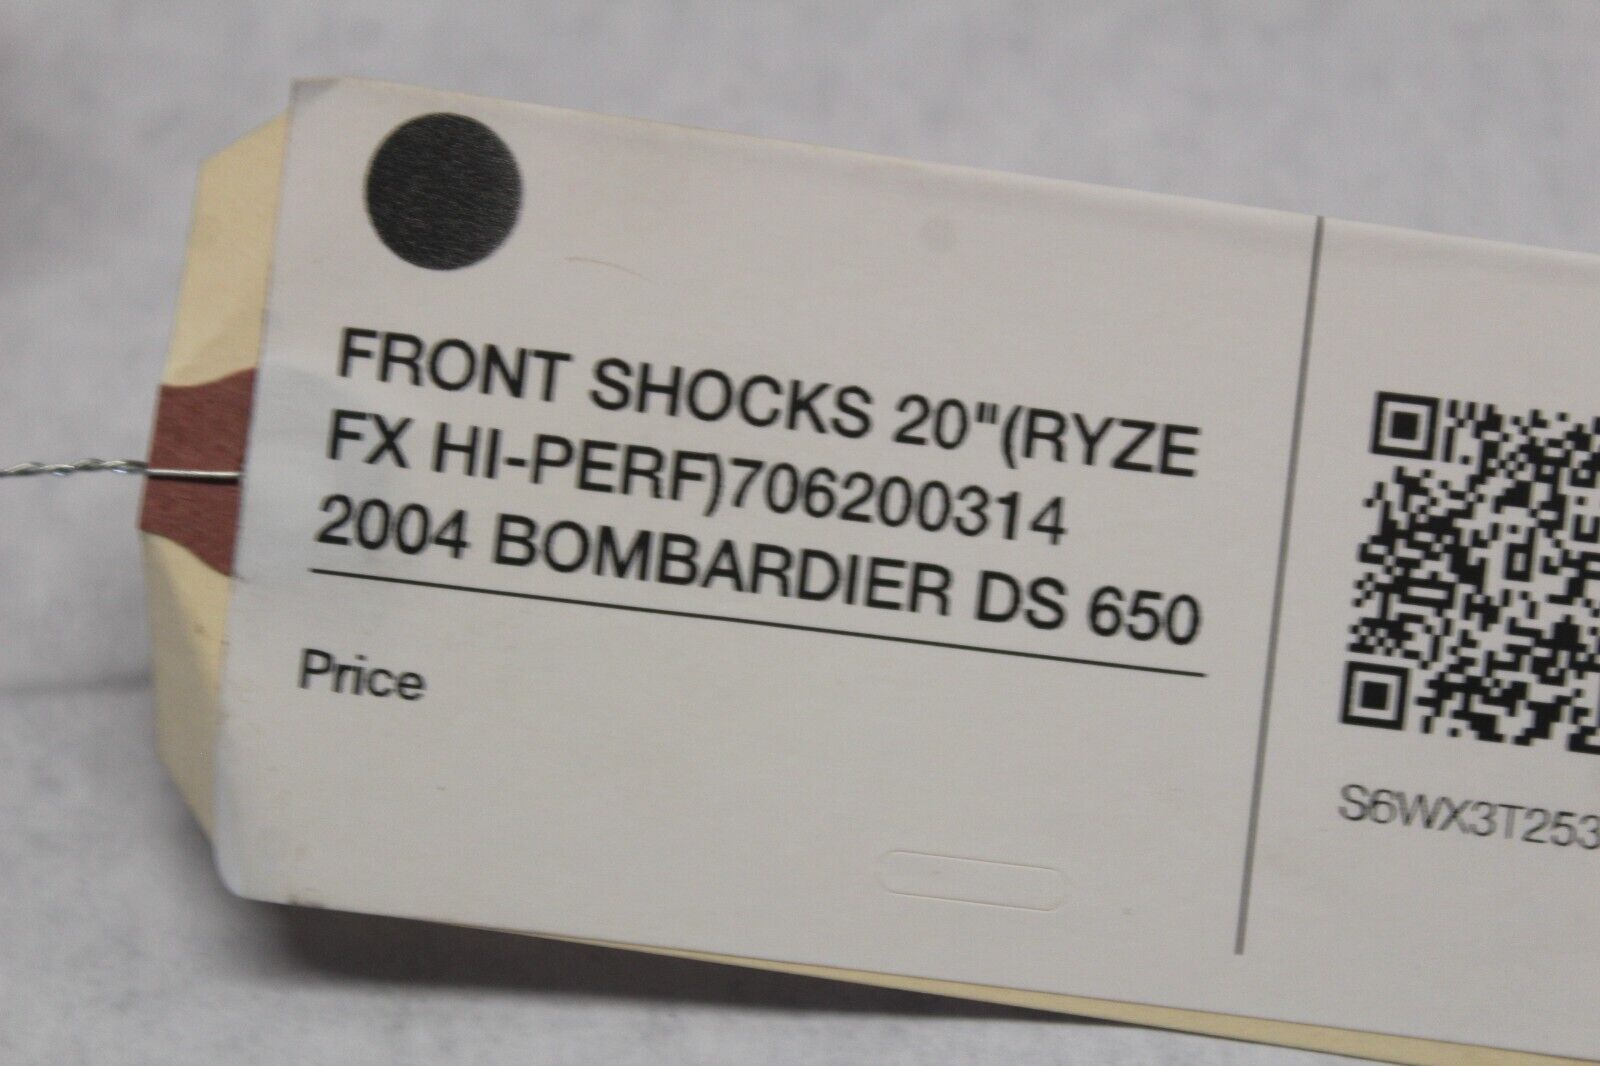 FRONT SHOCKS 20"(RYZE
FX HI-PERF)706200314
2004 BOMBARDIER DS 650
Price
S6WX3T253